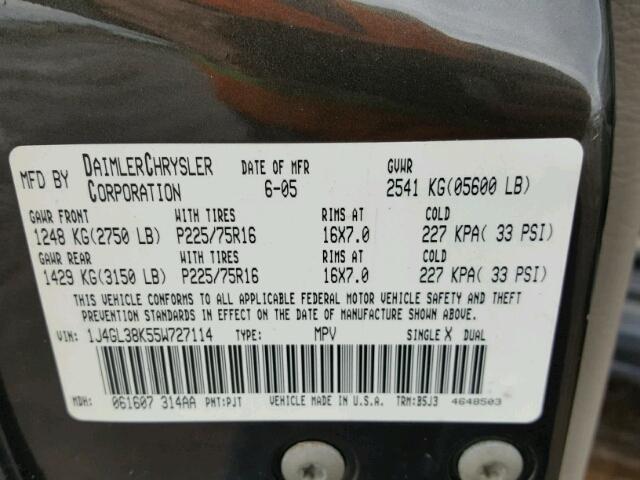 MFD BY DAIMLERCHRYSLER CORPORATION DATE OF MFR 6-05 GVWR 2541 KG(05600 LB)
GAWR FRONT WITH TIRES RIMS AT COLD
1248 KG(2750 LB) P225/75R16 16X7.0 227 KPA( 33 PSI)
GAWR REAR WITH TIRES RIMS AT COLD
1429 KG(3150 LB) P225/75R16 16X7.0 227 KPA( 33 PSI)
THIS VEHICLE CONFORMS TO ALL APPLICABLE FEDERAL MOTOR VEHICLE SAFETY AND THEFT
PREVENTION STANDARDS IN EFFECT ON THE DATE OF MANUFACTURE SHOWN ABOVE.
VIN: 1J4GL38K55W727114 TYPE: MPV SINGLE X DUAL
MDH: 061607 314AA PNT:PJT VEHICLE MADE IN U.S.A. TRM:B5J3 4648503